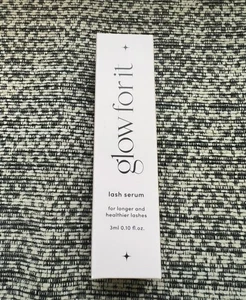 glow for it
lash serum
for longer and
healthier lashes
3ml 0.10 fl.oz.